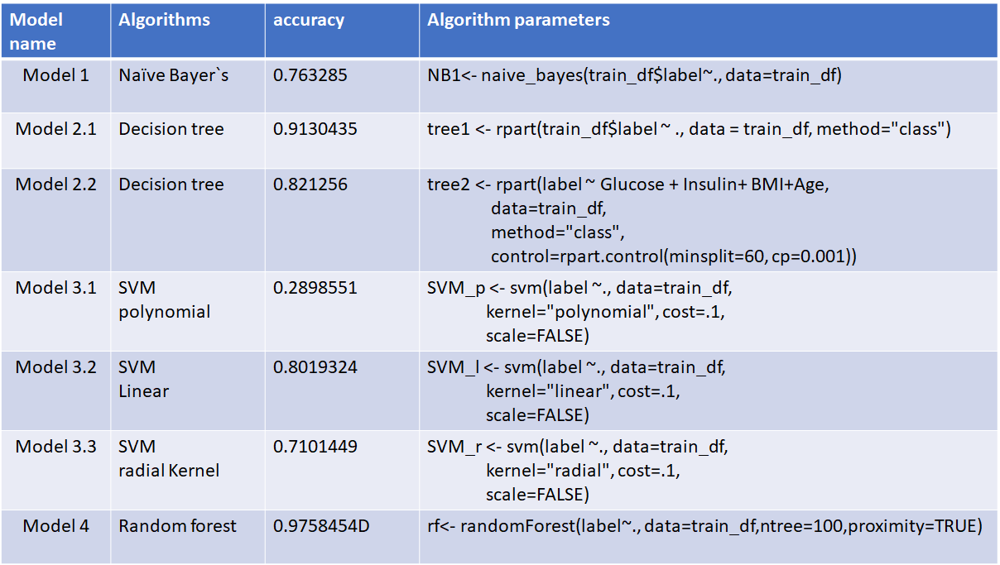 Model name
Algorithms
accuracy
Algorithm parameters
Model 1
Naïve Bayer`s
0.763285
NB1<- naive_bayes(train_df$label~., data=train_df)
Model 2.1
Decision tree
0.9130435
tree1 <- rpart(train_df$label ~ ., data = train_df, method="class")
Model 2.2
Decision tree
0.821256
tree2 <- rpart(label ~ Glucose + Insulin+ BMI+Age,
data=train_df,
method="class",
control=rpart.control(minsplit=60, cp=0.001))
Model 3.1
SVM
polynomial
0.2898551
SVM_p <- svm(label ~., data=train_df,
kernel="polynomial", cost=.1,
scale=FALSE)
Model 3.2
SVM
Linear
0.8019324
SVM_l <- svm(label ~., data=train_df,
kernel="linear", cost=.1,
scale=FALSE)
Model 3.3
SVM
radial Kernel
0.7101449
SVM_r <- svm(label ~., data=train_df,
kernel="radial", cost=.1,
scale=FALSE)
Model 4
Random forest
0.9758454D
rf<- randomForest(label~., data=train_df,ntree=100,proximity=TRUE)